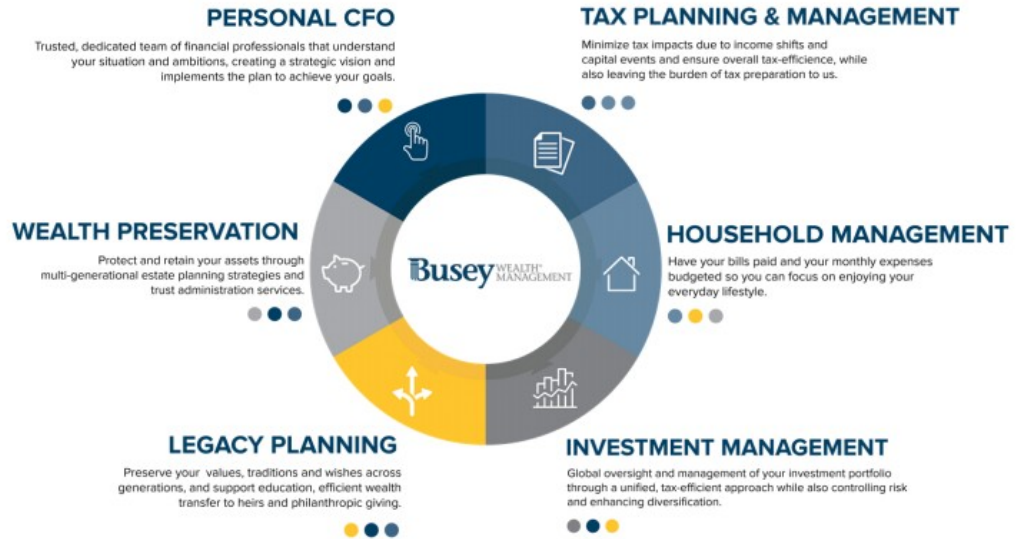 PERSONAL CFO
Trusted, dedicated team of financial professionals that understand
your situation and ambitions, creating a strategic vision and
implements the plan to achieve your goals.
TAX PLANNING & MANAGEMENT
Minimize tax impacts due to income shifts and
capital events and ensure overall tax-efficience, while
also leaving the burden of tax preparation to us.
WEALTH PRESERVATION
Protect and retain your assets through
multi-generational estate planning strategies and
trust administration services.
Busey WEALTH
MANAGEMENT
HOUSEHOLD MANAGEMENT
Have your bills paid and your monthly expenses
budgeted so you can focus on enjoying your
everyday lifestyle.
LEGACY PLANNING
Preserve your values, traditions and wishes across
generations, and support education, efficient wealth
transfer to heirs and philanthropic giving.
INVESTMENT MANAGEMENT
Global oversight and management of your investment portfolio
through a unified, tax-efficient approach while also controlling risk
and enhancing diversification.